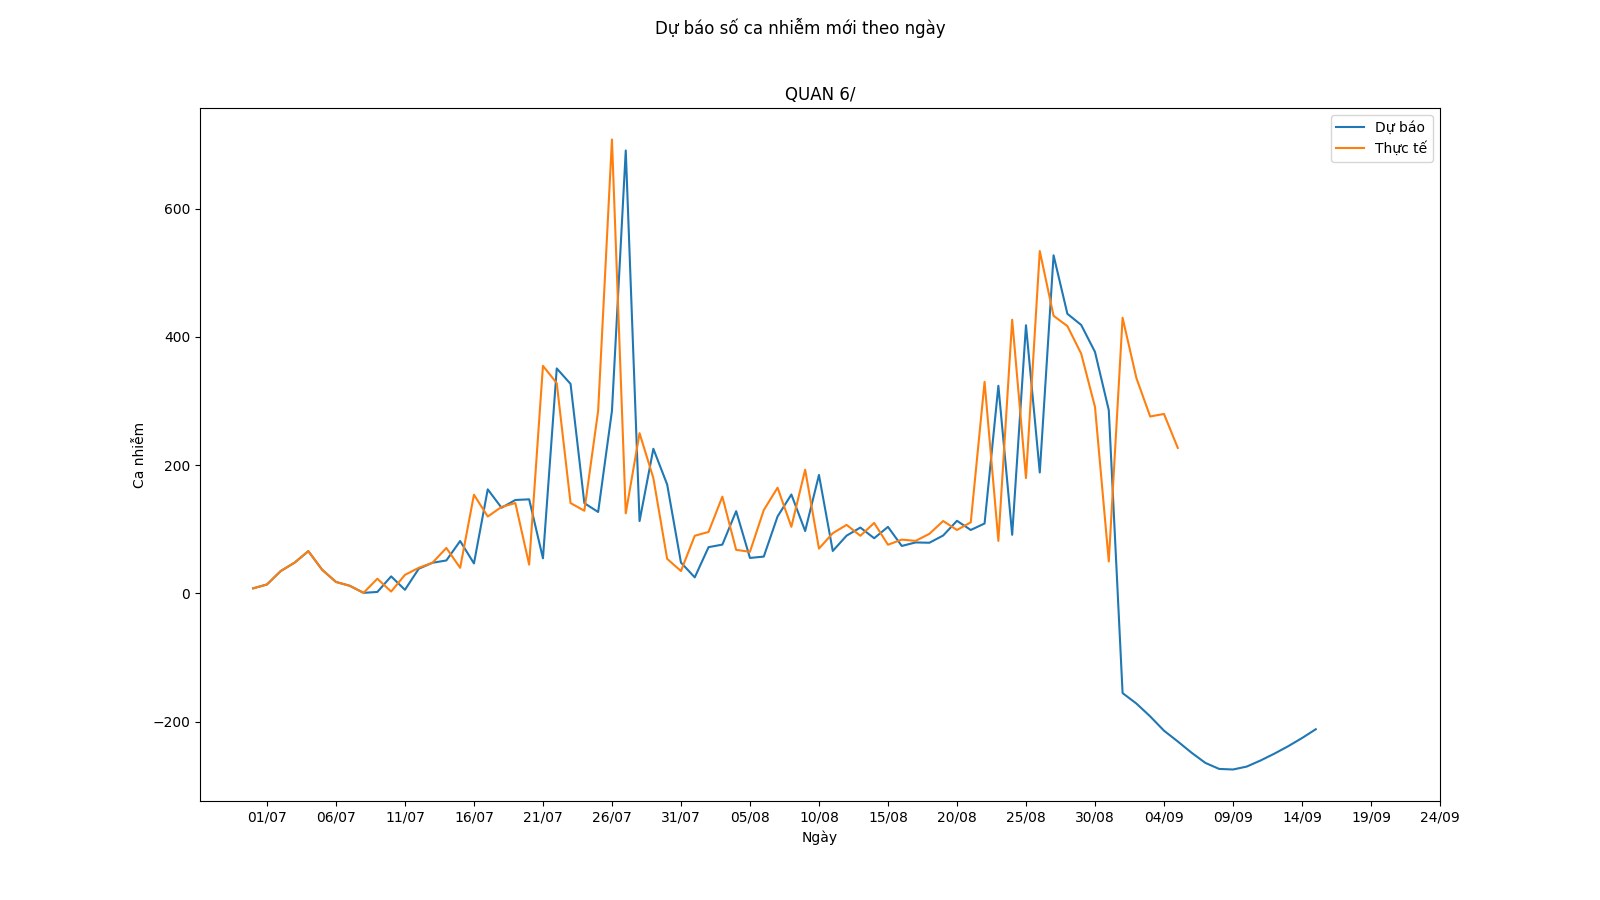 Dự báo số ca nhiễm mới theo ngày
QUAN 6/
Dự báo
Thực tế
600
400
200
0
−200
Ca nhiễm
01/07 06/07 11/07 16/07 21/07 26/07 31/07 05/08 10/08 15/08 20/08 25/08 30/08 04/09 09/09 14/09 19/09 24/09
Ngày